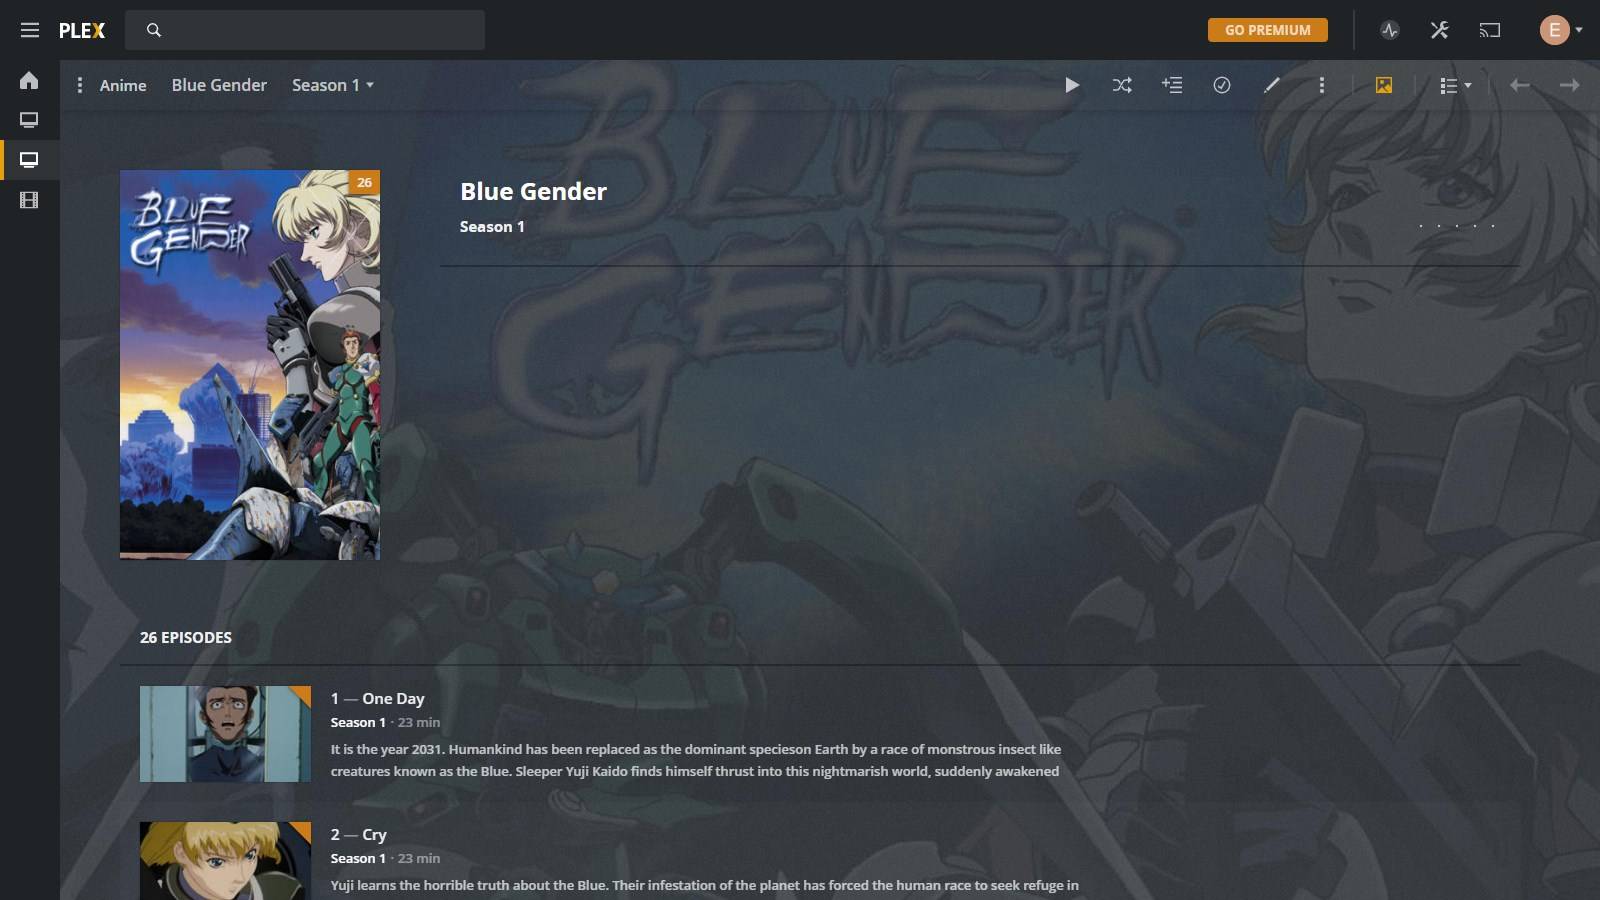 PLEX
GO PREMIUM
E
Anime Blue Gender Season 1
BLUE
GENDER
BLUE
GENDER
26
Blue Gender
Season 1
26 EPISODES
1 — One Day
Season 1 · 23 min
It is the year 2031. Humankind has been replaced as the dominant specieson Earth by a race of monstrous insect like
creatures known as the Blue. Sleeper Yuji Kaido finds himself thrust into this nightmarish world, suddenly awakened
2 — Cry
Season 1 · 23 min
Yuji learns the horrible truth about the Blue. Their infestation of the planet has forced the human race to seek refuge in